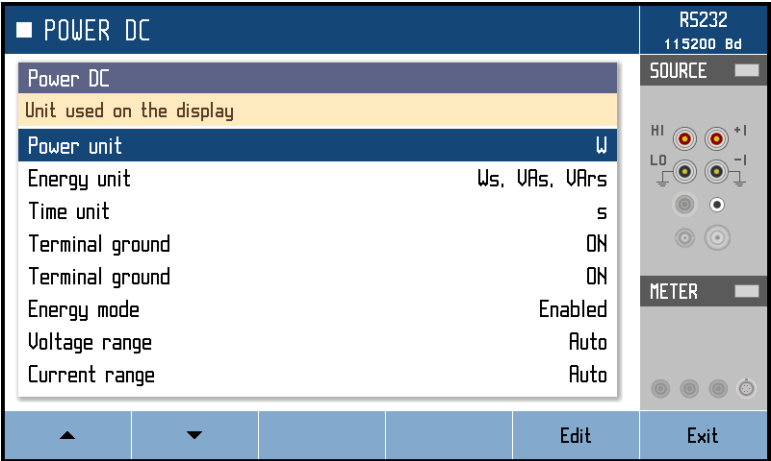 POWER DC
RS232
115200 Bd
Power DC
Unit used on the display
Power unit W
Energy unit Ws, VAs, VArs
Time unit s
Terminal ground ON
Terminal ground ON
Energy mode Enabled
Voltage range Auto
Current range Auto
SOURCE
HI +I
LO -I
METER
Edit Exit